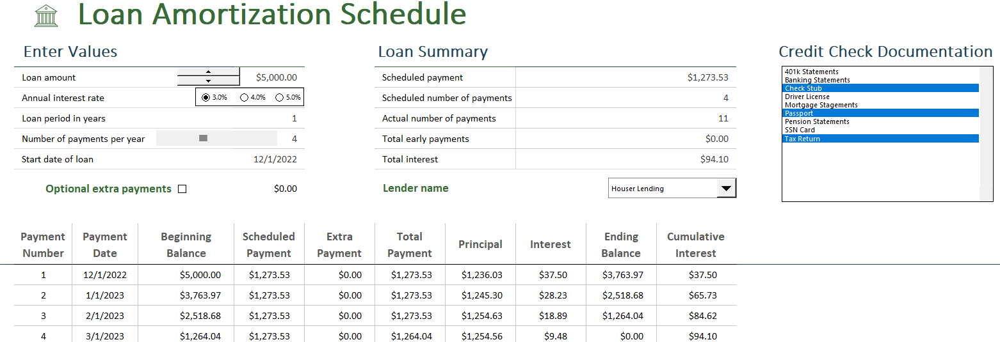 Loan Amortization Schedule
Enter Values
Loan amount $5,000.00
Annual interest rate 3.0% 4.0% 5.0%
Loan period in years 1
Number of payments per year 4
Start date of loan 12/1/2022
Optional extra payments $0.00
Loan Summary
Scheduled payment $1,273.53
Scheduled number of payments 4
Actual number of payments 11
Total early payments $0.00
Total interest $94.10
Lender name Houser Lending
Credit Check Documentation
401k Statements
Banking Statements
Check Stub
Driver License
Mortgage Stagements
Passport
Pension Statements
SSN Card
Tax Return
Payment Number Payment Date Beginning Balance Scheduled Payment Extra Payment Total Payment Principal Interest Ending Balance Cumulative Interest
1 12/1/2022 $5,000.00 $1,273.53 $0.00 $1,273.53 $1,236.03 $37.50 $3,763.97 $37.50
2 1/1/2023 $3,763.97 $1,273.53 $0.00 $1,273.53 $1,245.30 $28.23 $2,518.68 $65.73
3 2/1/2023 $2,518.68 $1,273.53 $0.00 $1,273.53 $1,254.63 $18.89 $1,264.04 $84.62
4 3/1/2023 $1,264.04 $1,273.53 $0.00 $1,264.04 $1,254.56 $9.48 $0.00 $94.10